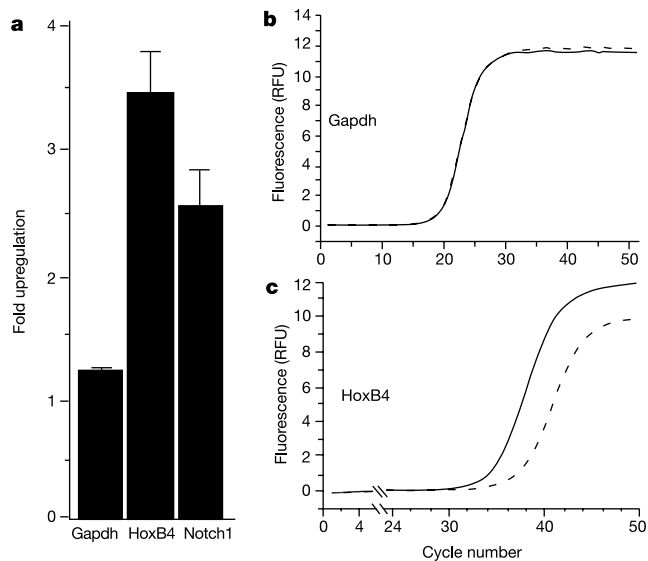 a
4
3
2
1
0
Fold upregulation
Gapdh HoxB4 Notch1
b
14
12
10
8
6
4
2
0
Fluorescence (RFU)
Gapdh
0 10 20 30 40 50
c
12
10
8
6
4
2
0
Fluorescence (RFU)
HoxB4
0 4 24 30 40 50
Cycle number